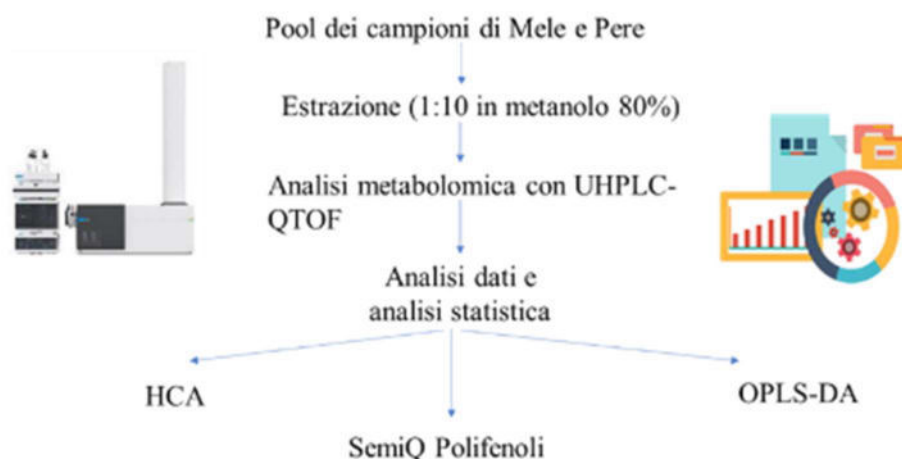 Pool dei campioni di Mele e Pere
Estrazione (1:10 in metanolo 80%)
Analisi metabolomica con UHPLC-
QTOF
Analisi dati e
analisi statistica
HCA
OPLS-DA
SemiQ Polifenoli